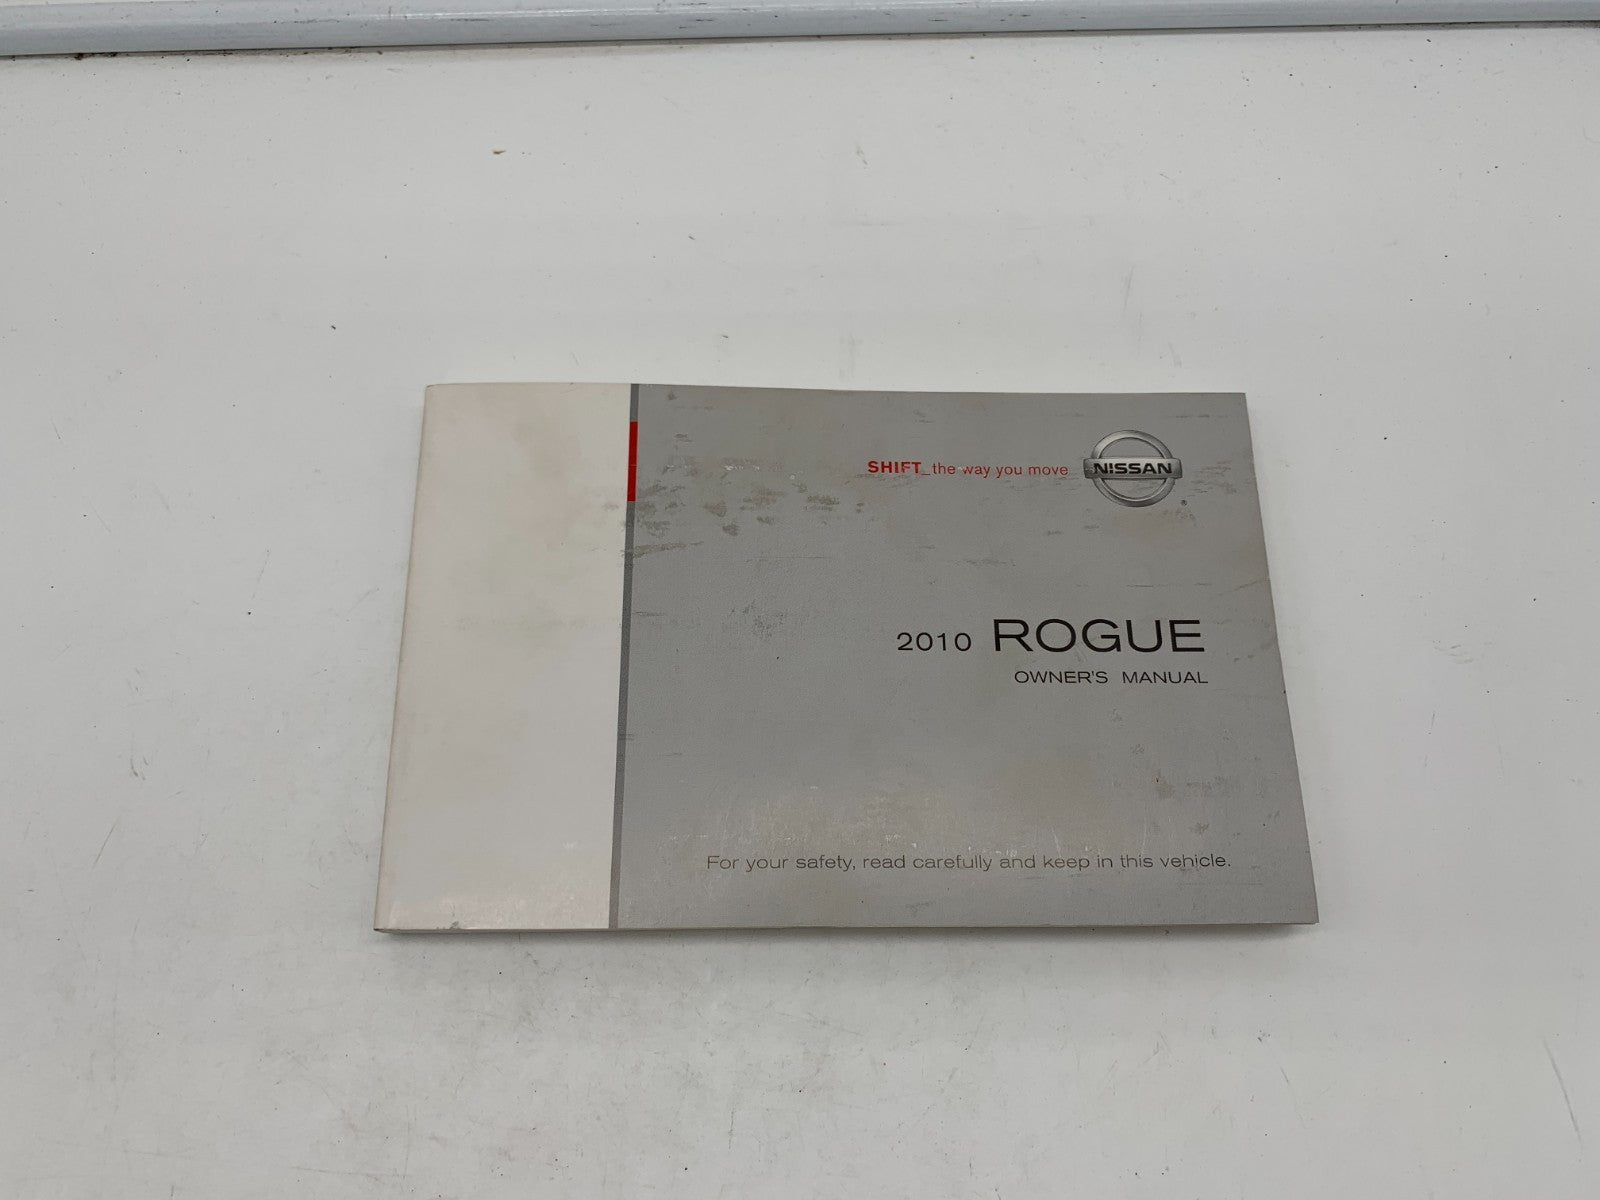 SHIFT_the way you move
NISSAN
®
2010 ROGUE
OWNER'S MANUAL
For your safety, read carefully and keep in this vehicle.